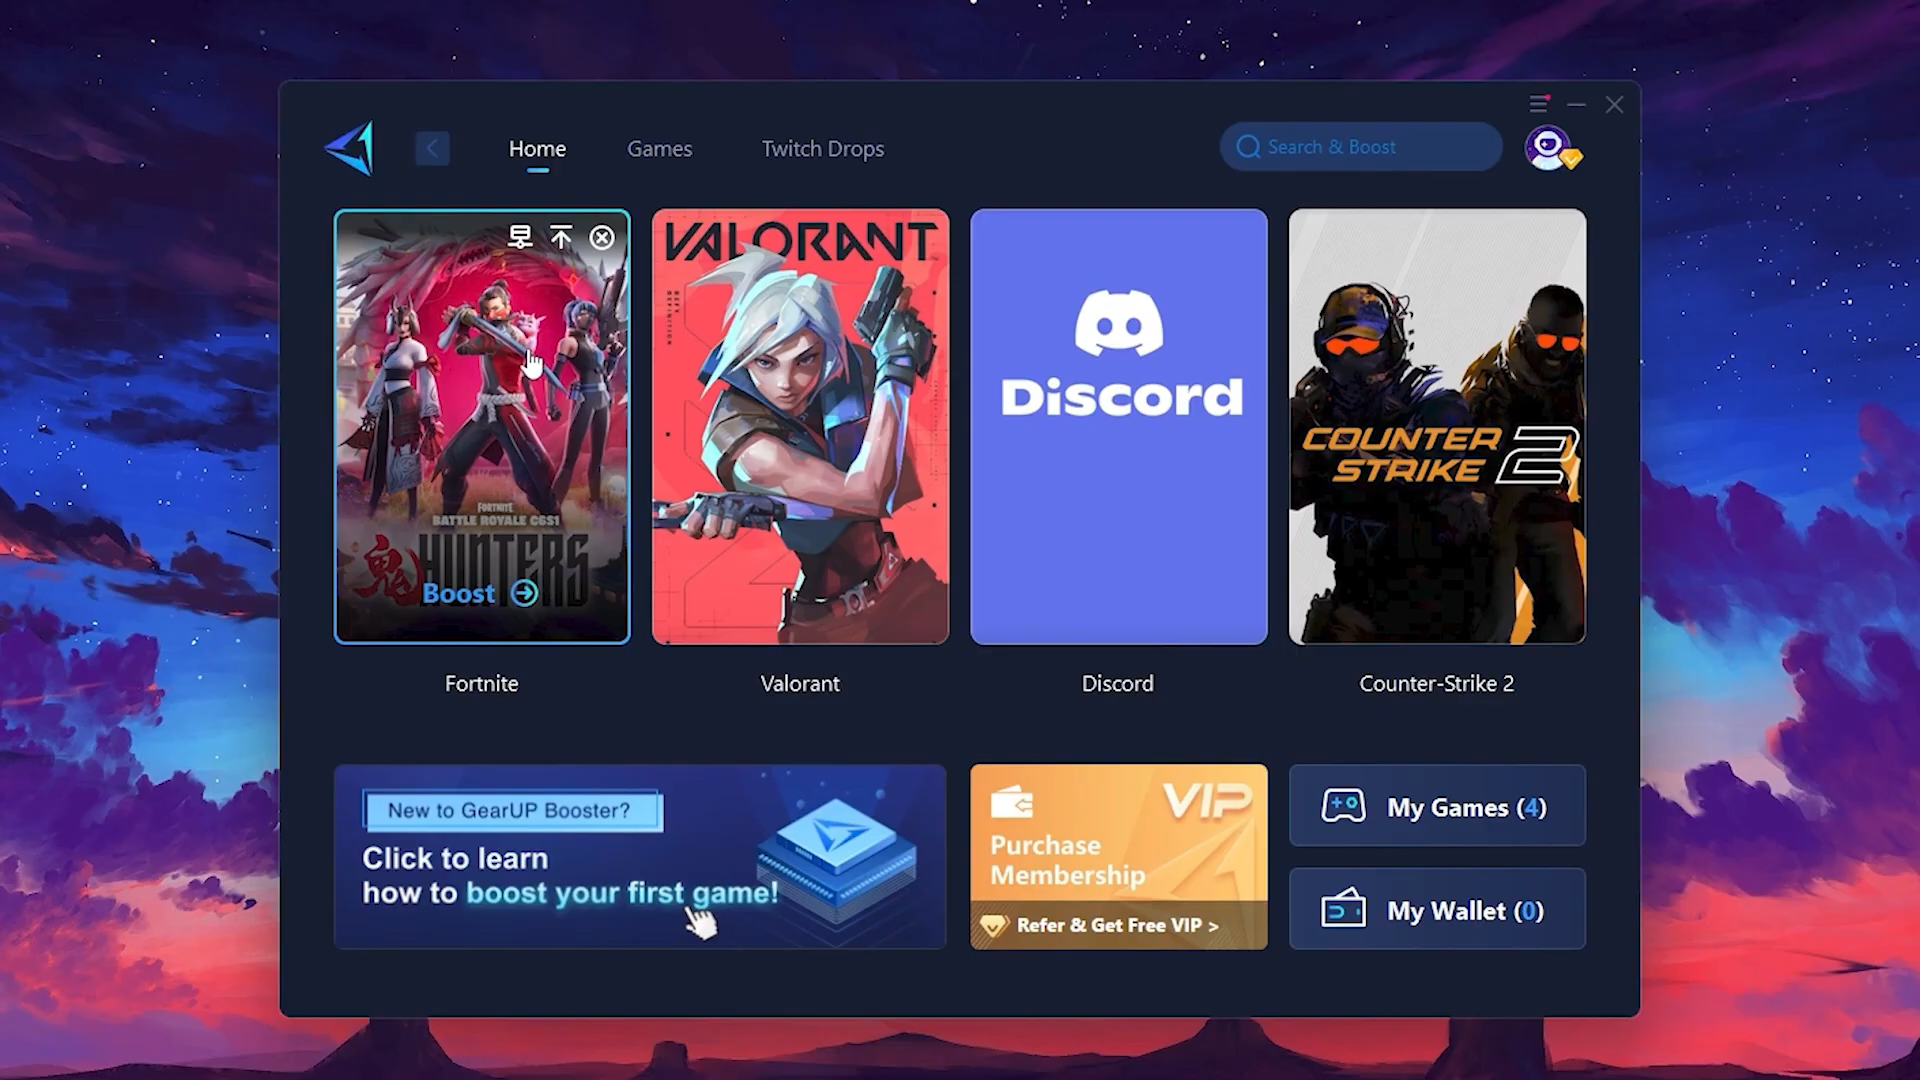 Home
Games
Twitch Drops
Search & Boost
FORTNITE
BATTLE ROYALE C6S1
鬼 HUNTERS
Boost
VALORANT
Discord
COUNTER
STRIKE 2
Fortnite
Valorant
Discord
Counter-Strike 2
New to GearUP Booster?
Click to learn
how to boost your first game!
VIP
Purchase
Membership
Refer & Get Free VIP >
My Games (4)
My Wallet (0)